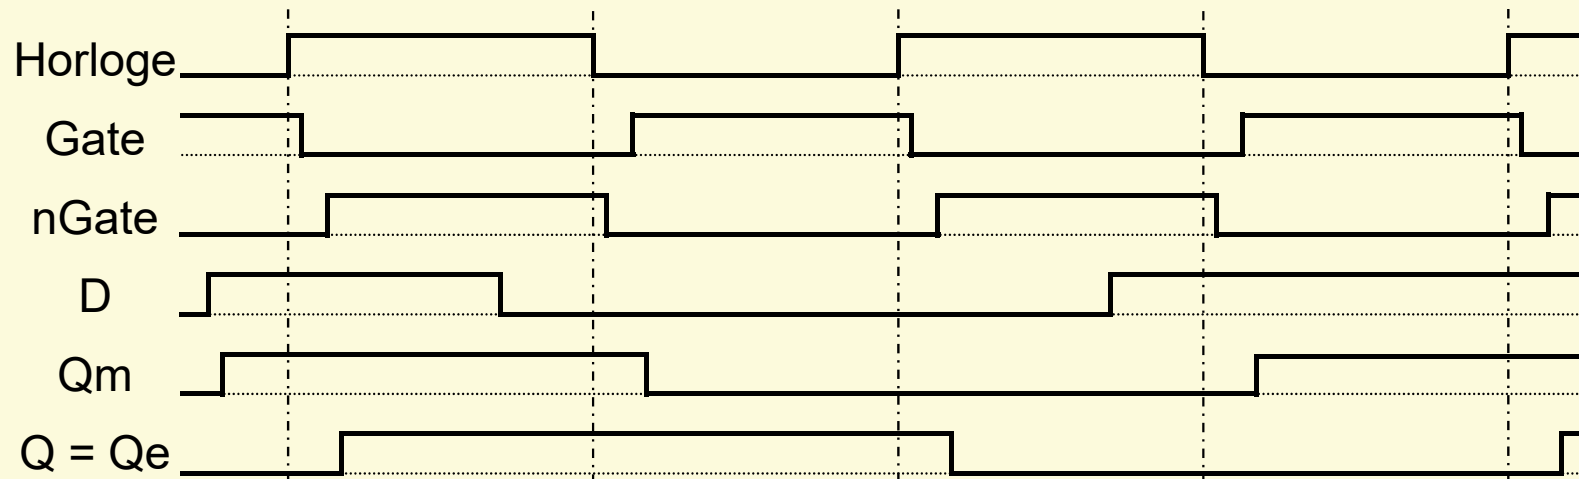 Horloge
Gate
nGate
D
Qm
Q = Qe